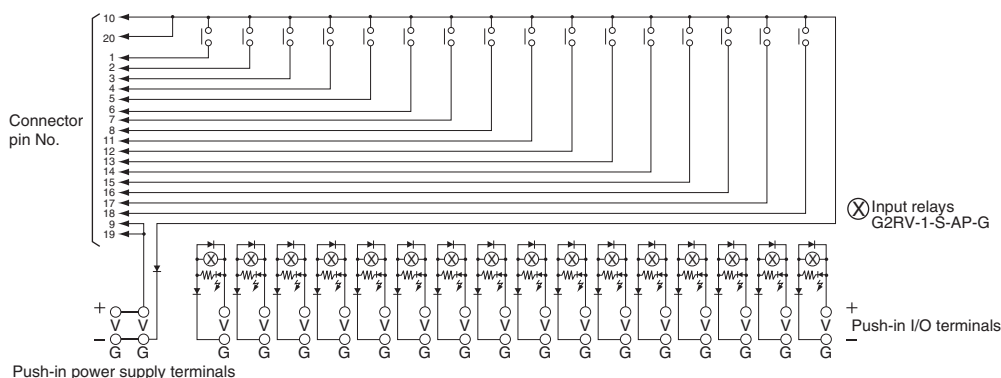 10
20
1
2
3
4
5
6
7
8
11
12
13
14
15
16
17
18
9
19
Connector
pin No.
X Input relays
G2RV-1-S-AP-G
X X X X X X X X X X X X X X X X
+ +
V V V V V V V V V V V V V V V V V V Push-in I/O terminals
− −
G G G G G G G G G G G G G G G G G G
Push-in power supply terminals